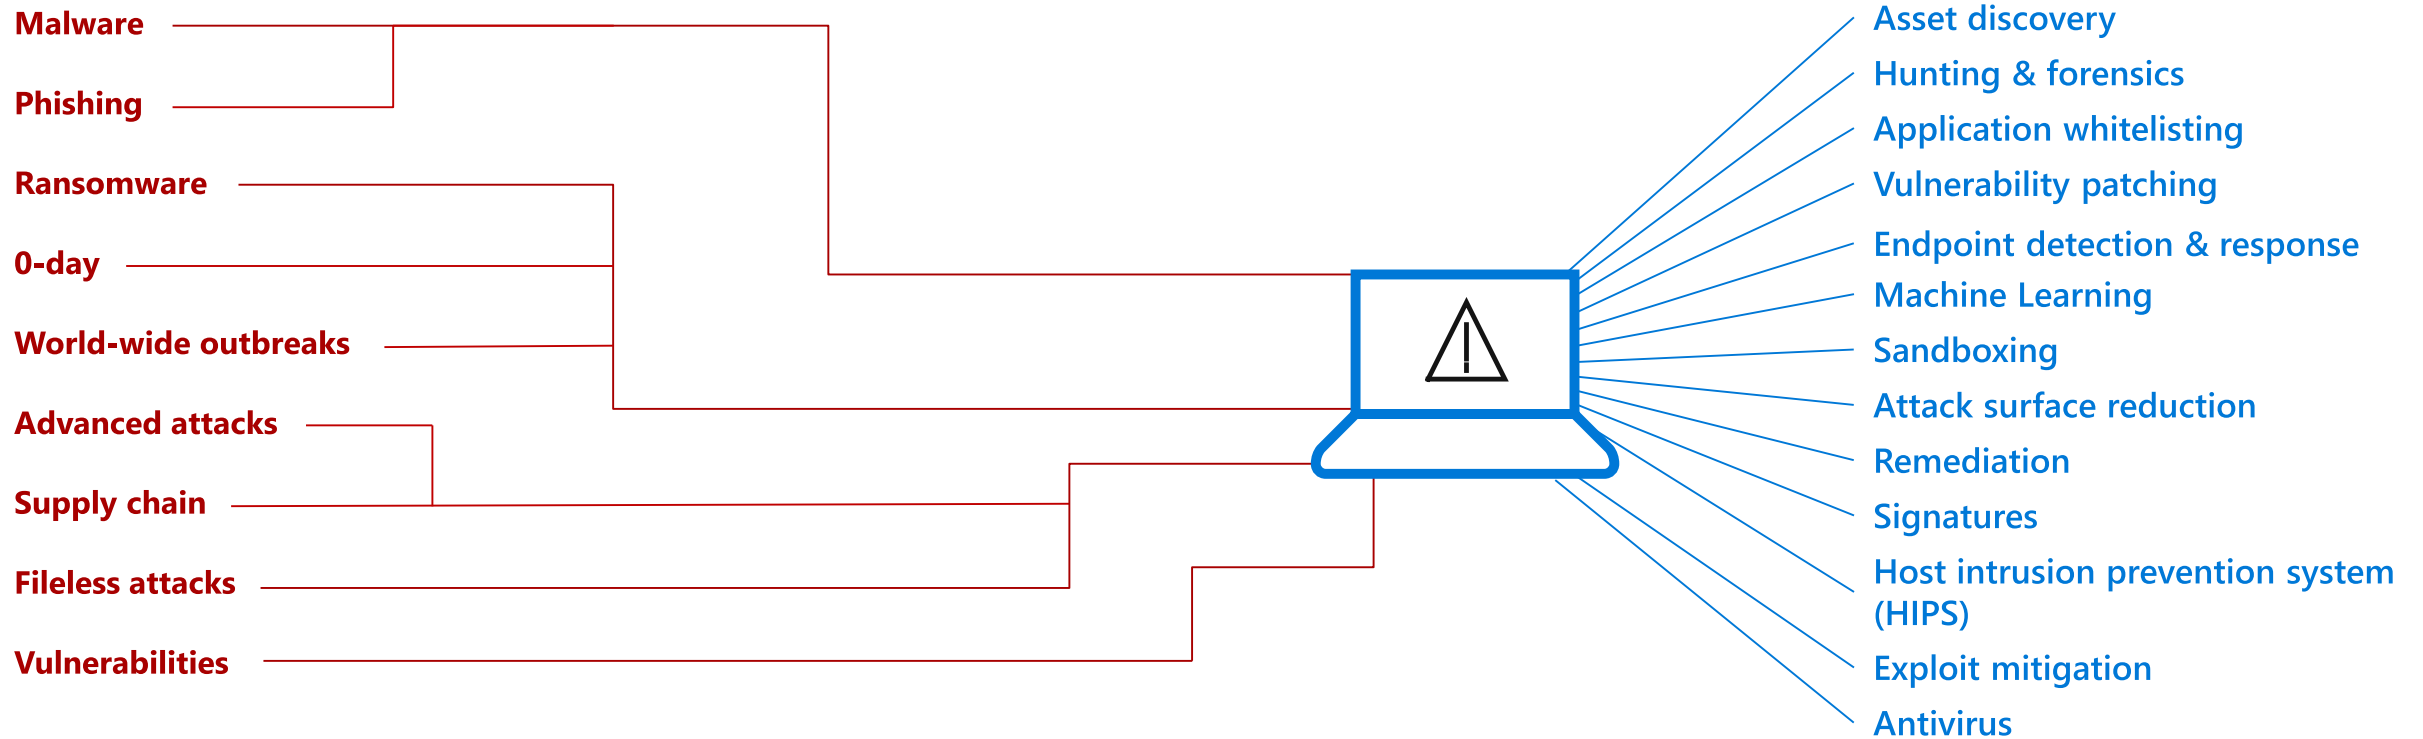 Malware
Phishing
Ransomware
0-day
World-wide outbreaks
Advanced attacks
Supply chain
Fileless attacks
Vulnerabilities
Asset discovery
Hunting & forensics
Application whitelisting
Vulnerability patching
Endpoint detection & response
Machine Learning
Sandboxing
Attack surface reduction
Remediation
Signatures
Host intrusion prevention system
(HIPS)
Exploit mitigation
Antivirus